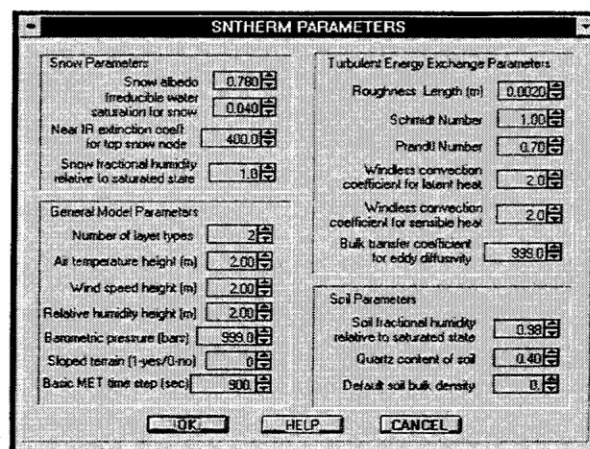 SNTHERM PARAMETERS
Snow Parameters
Snow albedo 0.780
Irreducible water
saturation for snow 0.040
Near IR extinction coeff
for top snow node 400.0
Snow fractional humidity
relative to saturated state 1.0
General Model Parameters
Number of layer types 2
Air temperature height (m) 2.00
Wind speed height (m) 2.00
Relative humidity height (m) 2.00
Barometric pressure (bars) 999.0
Sloped terrain (1-yes/0-no) 0
Basic MET time step (sec) 900.
Turbulent Energy Exchange Parameters
Roughness Length (m) 0.0020
Schmidt Number 1.00
Prandtl Number 0.70
Windless convection
coefficient for latent heat 2.0
Windless convection
coefficient for sensible heat 2.0
Bulk transfer coefficient
for eddy diffusivity 999.0
Soil Parameters
Soil fractional humidity
relative to saturated state 0.98
Quartz content of soil 0.40
Default soil bulk density 0.
OK HELP CANCEL